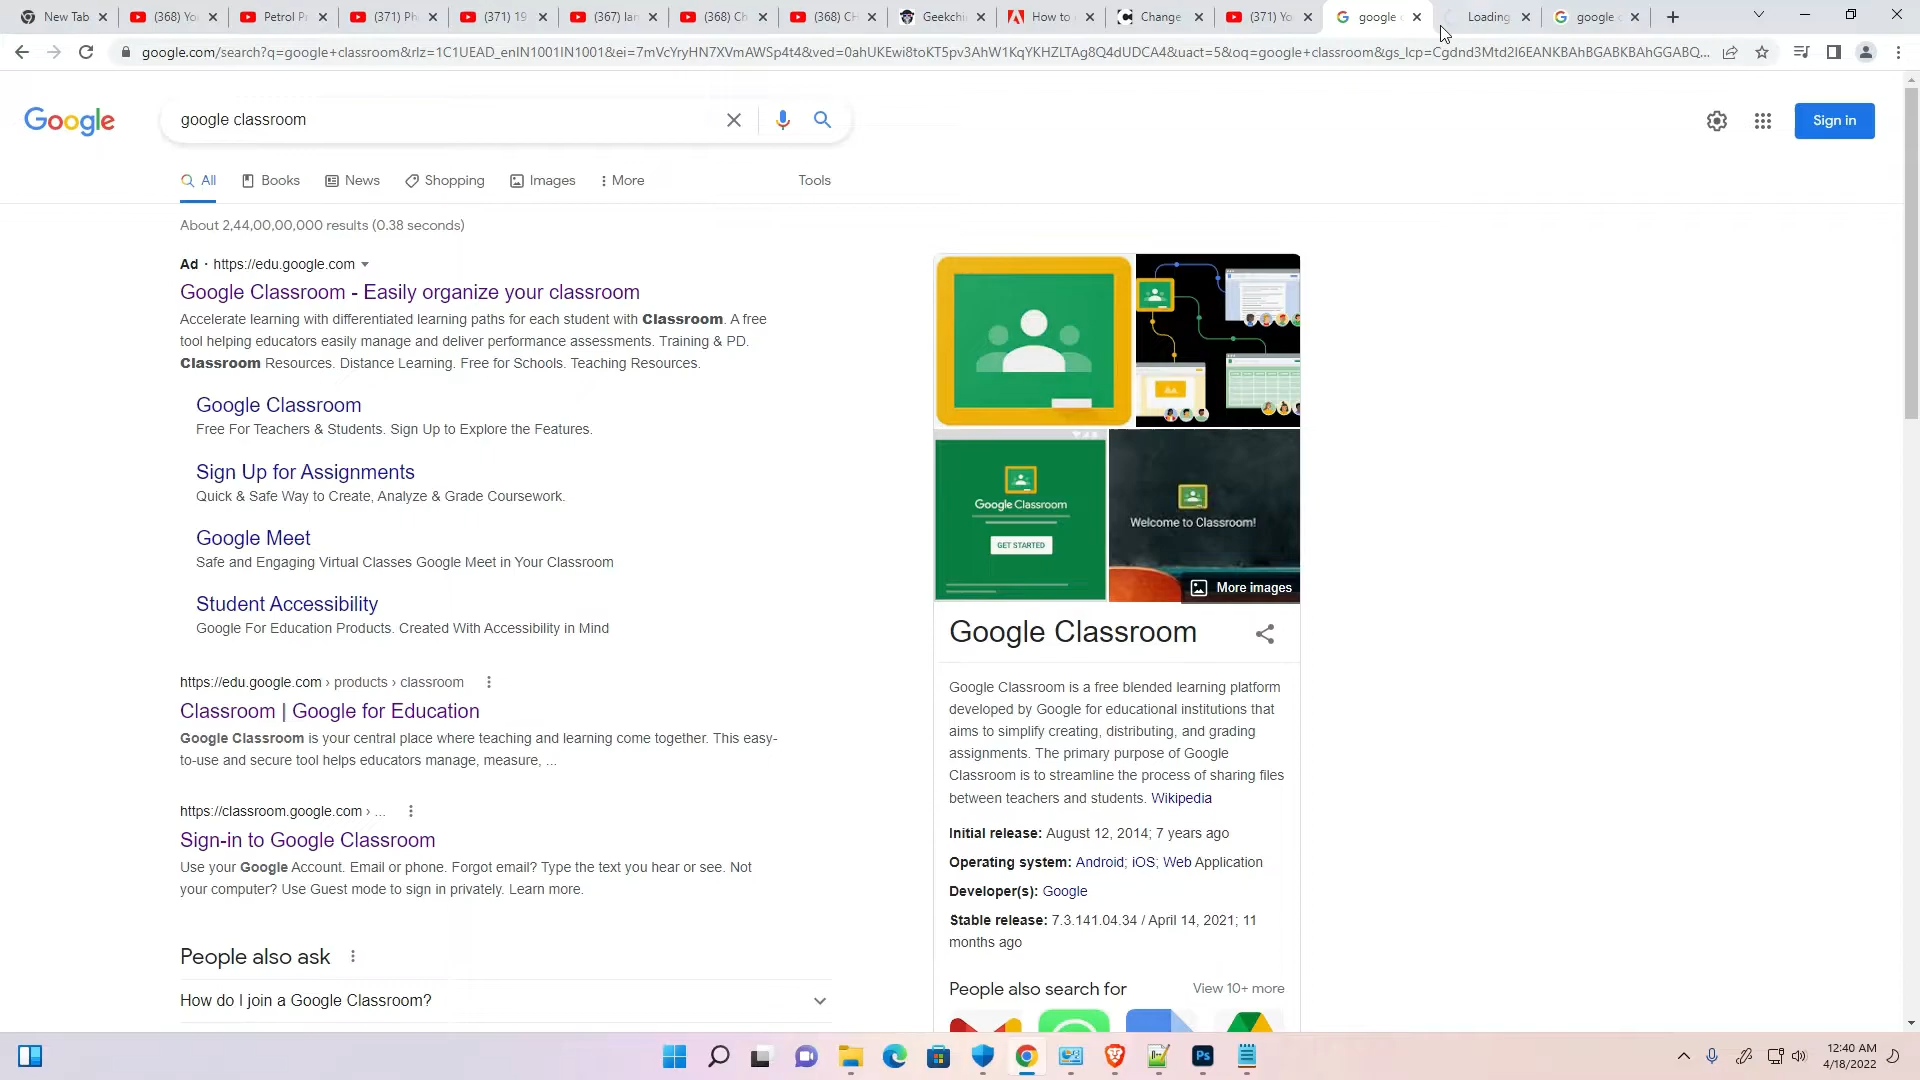 New Tab
(368) Yo
Petrol P
(371) Ph
(371) 19
(367) Ian
(368) Ch
(368) CH
Geekchi
How to
Change
(371) Yo
google c
Loading
google c
google.com/search?q=google+classroom&rlz=1C1UEAD_enIN1001IN1001&ei=7mVcYryHN7XVmAWSp4t4&ved=0ahUKEwi8toKT5pv3AhW1KqYKHZLTAg8Q4dUDCA4&uact=5&oq=google+classroom&gs_lcp=Cgdnd3Mtd2l6EANKBAhBGABKBAhGGABQ...
Google
google classroom
Sign in
All
Books
News
Shopping
Images
More
Tools
About 2,44,00,00,000 results (0.38 seconds)
Ad · https://edu.google.com
Google Classroom - Easily organize your classroom
Accelerate learning with differentiated learning paths for each student with Classroom. A free
tool helping educators easily manage and deliver performance assessments. Training & PD.
Classroom Resources. Distance Learning. Free for Schools. Teaching Resources.
Google Classroom
Free For Teachers & Students. Sign Up to Explore the Features.
Sign Up for Assignments
Quick & Safe Way to Create, Analyze & Grade Coursework.
Google Meet
Safe and Engaging Virtual Classes Google Meet in Your Classroom
Student Accessibility
Google For Education Products. Created With Accessibility in Mind
https://edu.google.com › products › classroom
Classroom | Google for Education
Google Classroom is your central place where teaching and learning come together. This easy-
to-use and secure tool helps educators manage, measure, ...
https://classroom.google.com › ...
Sign-in to Google Classroom
Use your Google Account. Email or phone. Forgot email? Type the text you hear or see. Not
your computer? Use Guest mode to sign in privately. Learn more.
People also ask
How do I join a Google Classroom?
Google Classroom
GET STARTED
Welcome to Classroom!
More images
Google Classroom
Google Classroom is a free blended learning platform
developed by Google for educational institutions that
aims to simplify creating, distributing, and grading
assignments. The primary purpose of Google
Classroom is to streamline the process of sharing files
between teachers and students. Wikipedia
Initial release: August 12, 2014; 7 years ago
Operating system: Android; iOS; Web Application
Developer(s): Google
Stable release: 7.3.141.04.34 / April 14, 2021; 11
months ago
People also search for
View 10+ more
Ps
12:40 AM
4/18/2022